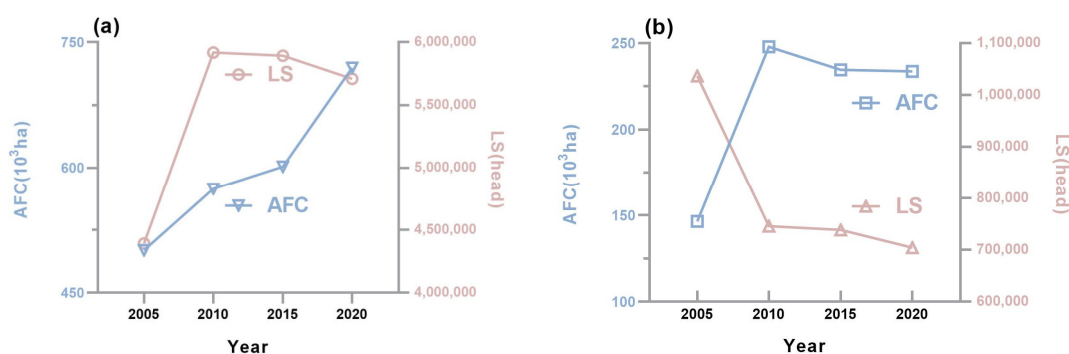 (a)
AFC(10³ha)
750
600
450
LS
AFC
6,000,000
5,500,000
5,000,000
4,400,000
4,000,000
LS(head)
2005 2010 2015 2020
Year
(b)
AFC(10³ha)
250
200
150
100
AFC
LS
1,100,000
1,000,000
900,000
800,000
700,000
600,000
LS(head)
2005 2010 2015 2020
Year